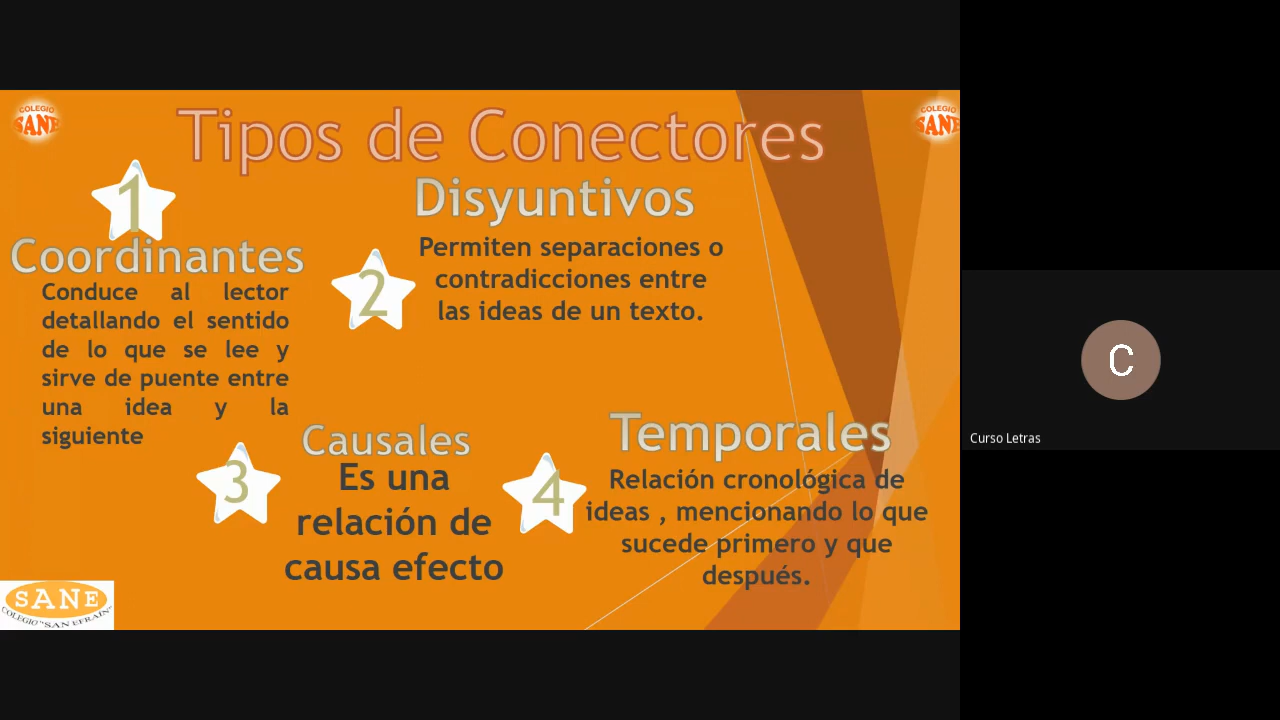 COLEGIO
SANE
COLEGIO
SANE
Tipos de Conectores
1
Coordinantes
Conduce al lector
detallando el sentido
de lo que se lee y
sirve de puente entre
una idea y la
siguiente
2
Disyuntivos
Permiten separaciones o
contradicciones entre
las ideas de un texto.
3
Causales
Es una
relación de
causa efecto
4
Temporales
Relación cronológica de
ideas , mencionando lo que
sucede primero y que
después.
SANE
COLEGIO "SAN EFRAIN"
C
Curso Letras